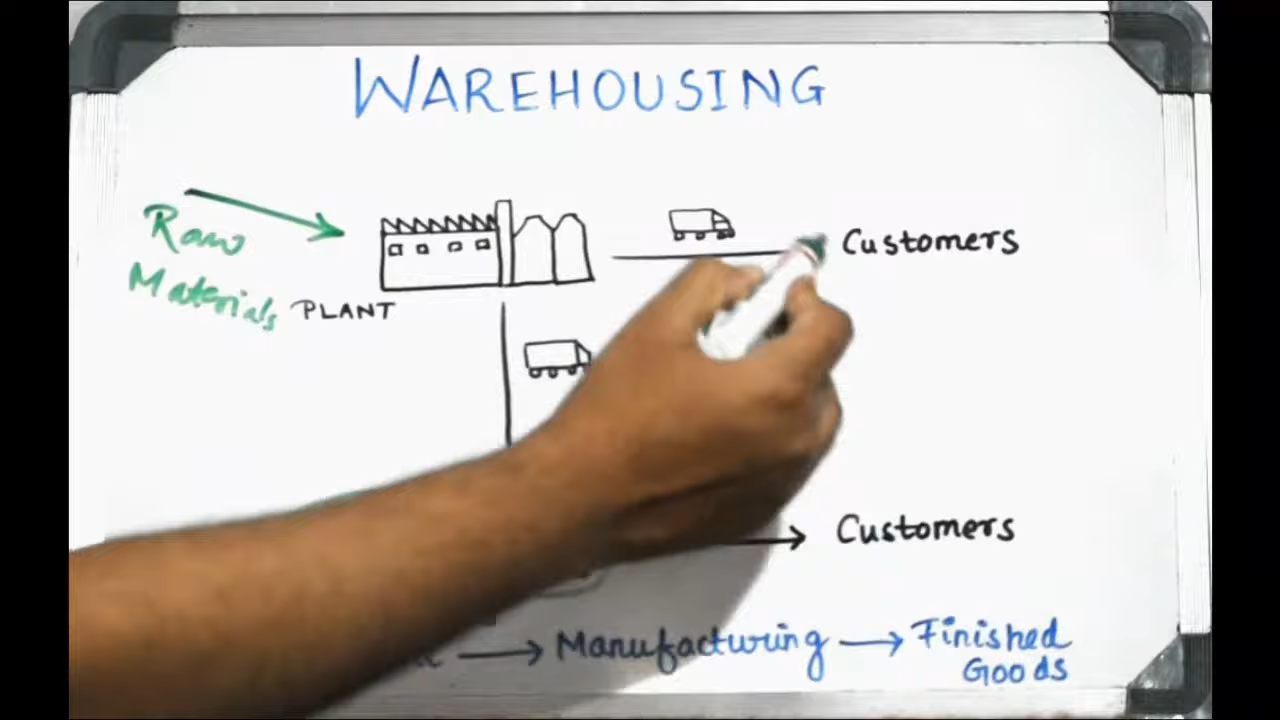 WAREHOUSING
Raw
Materials
PLANT
Customers
Customers
Manufacturing
Finished
Goods